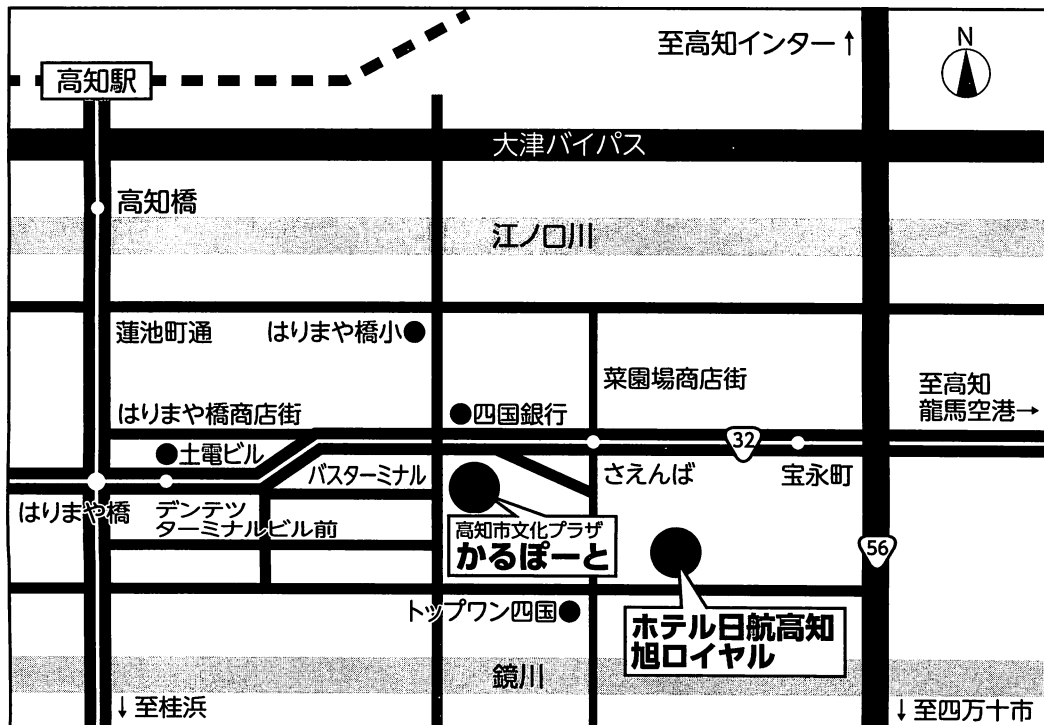 至高知インター↑
N
高知駅
大津バイパス
高知橋
江ノ口川
蓮池町通
はりまや橋小●
菜園場商店街
至高知
龍馬空港→
はりまや橋商店街
●四国銀行
32
●土電ビル
バスターミナル
さえんば
宝永町
はりまや橋
デンテツ
ターミナルビル前
高知市文化プラザ
かるぽーと
56
トップワン四国●
ホテル日航高知
旭ロイヤル
鏡川
↓至桂浜
↓至四万十市